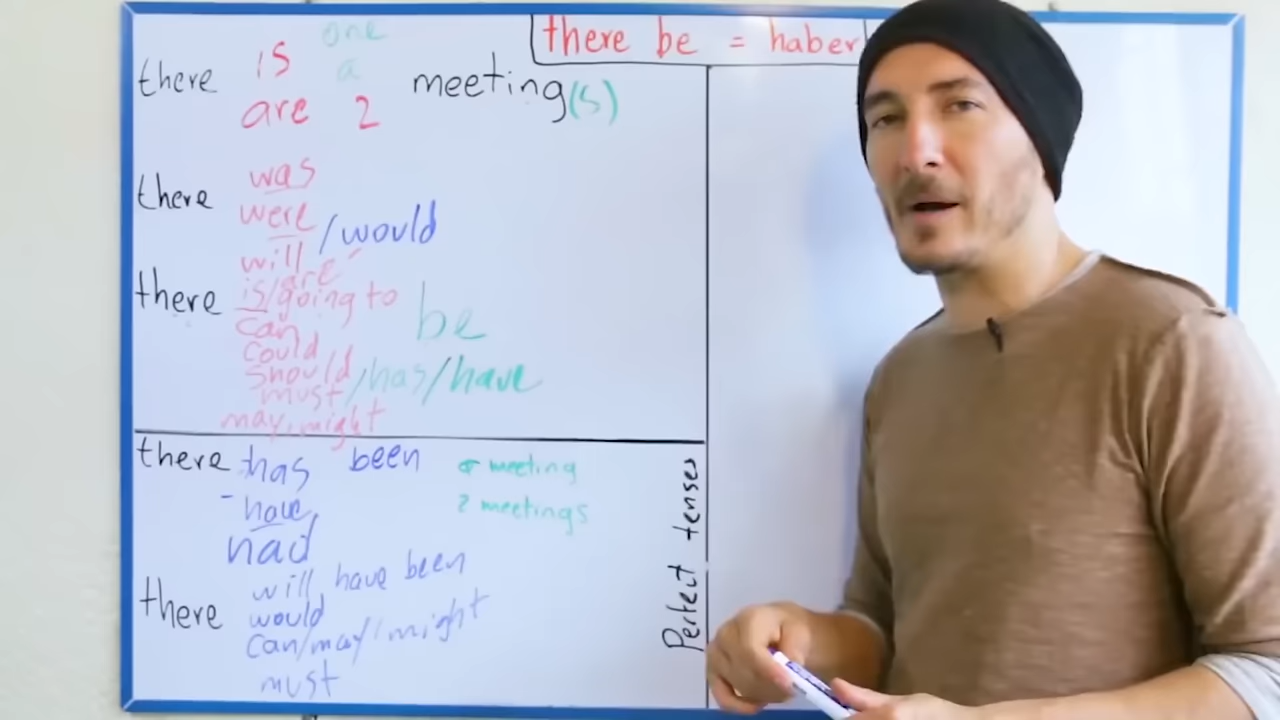 there be = haber
one
there is a meeting(s)
are 2
there was
were
will /would
are
there is/going to be
can
could
should /has/have
must
may, might
there has been a meeting
- have, 2 meetings
had
there will have been
would
can/may/might
must
Perfect tenses